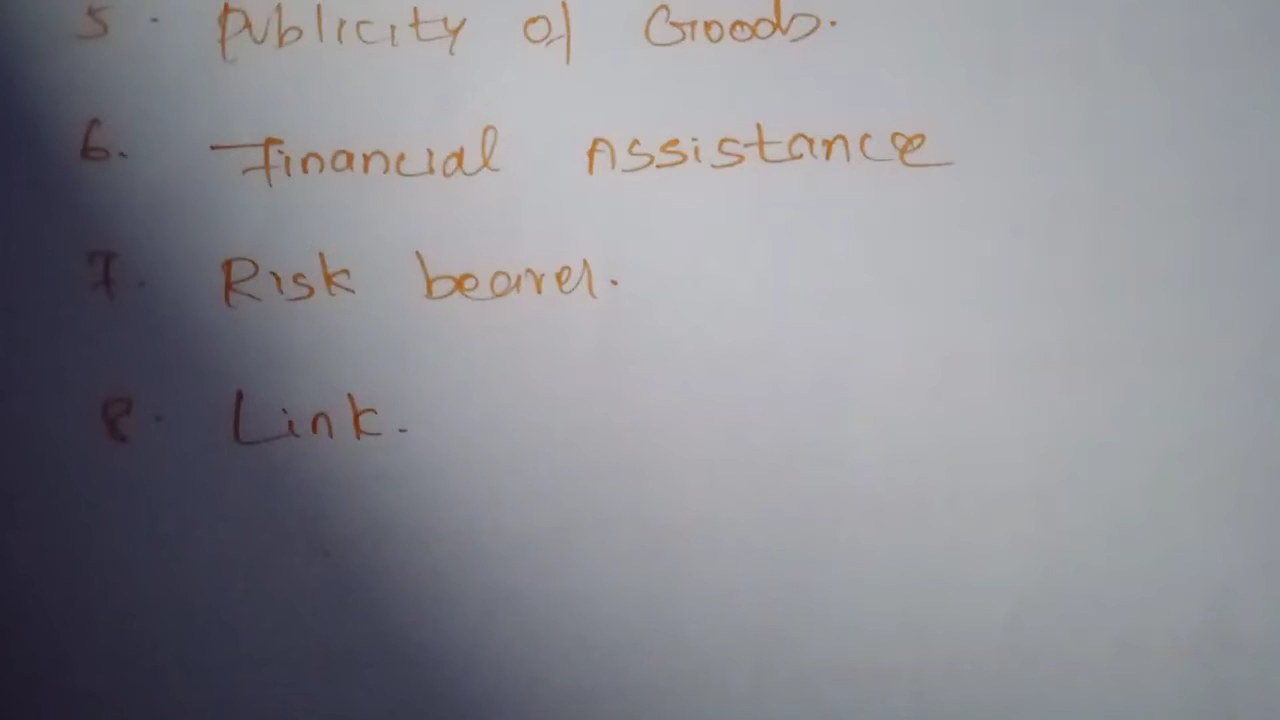 5. Publicity of Goods.
6. Financial Assistance
7. Risk bearer.
8. Link.